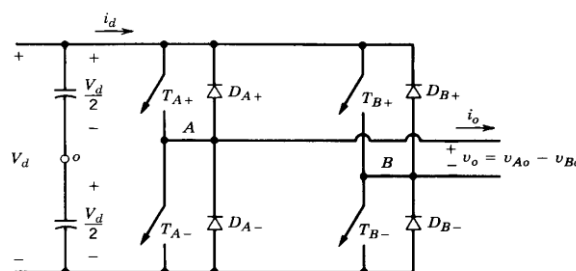 i_d
+ +
V_d/2
−
T_A+ D_A+ T_B+ D_B+
A
i_o
V_d o
+
− v_o = v_Ao − v_Bo
B
+
V_d/2
T_A− D_A− T_B− D_B−
− −